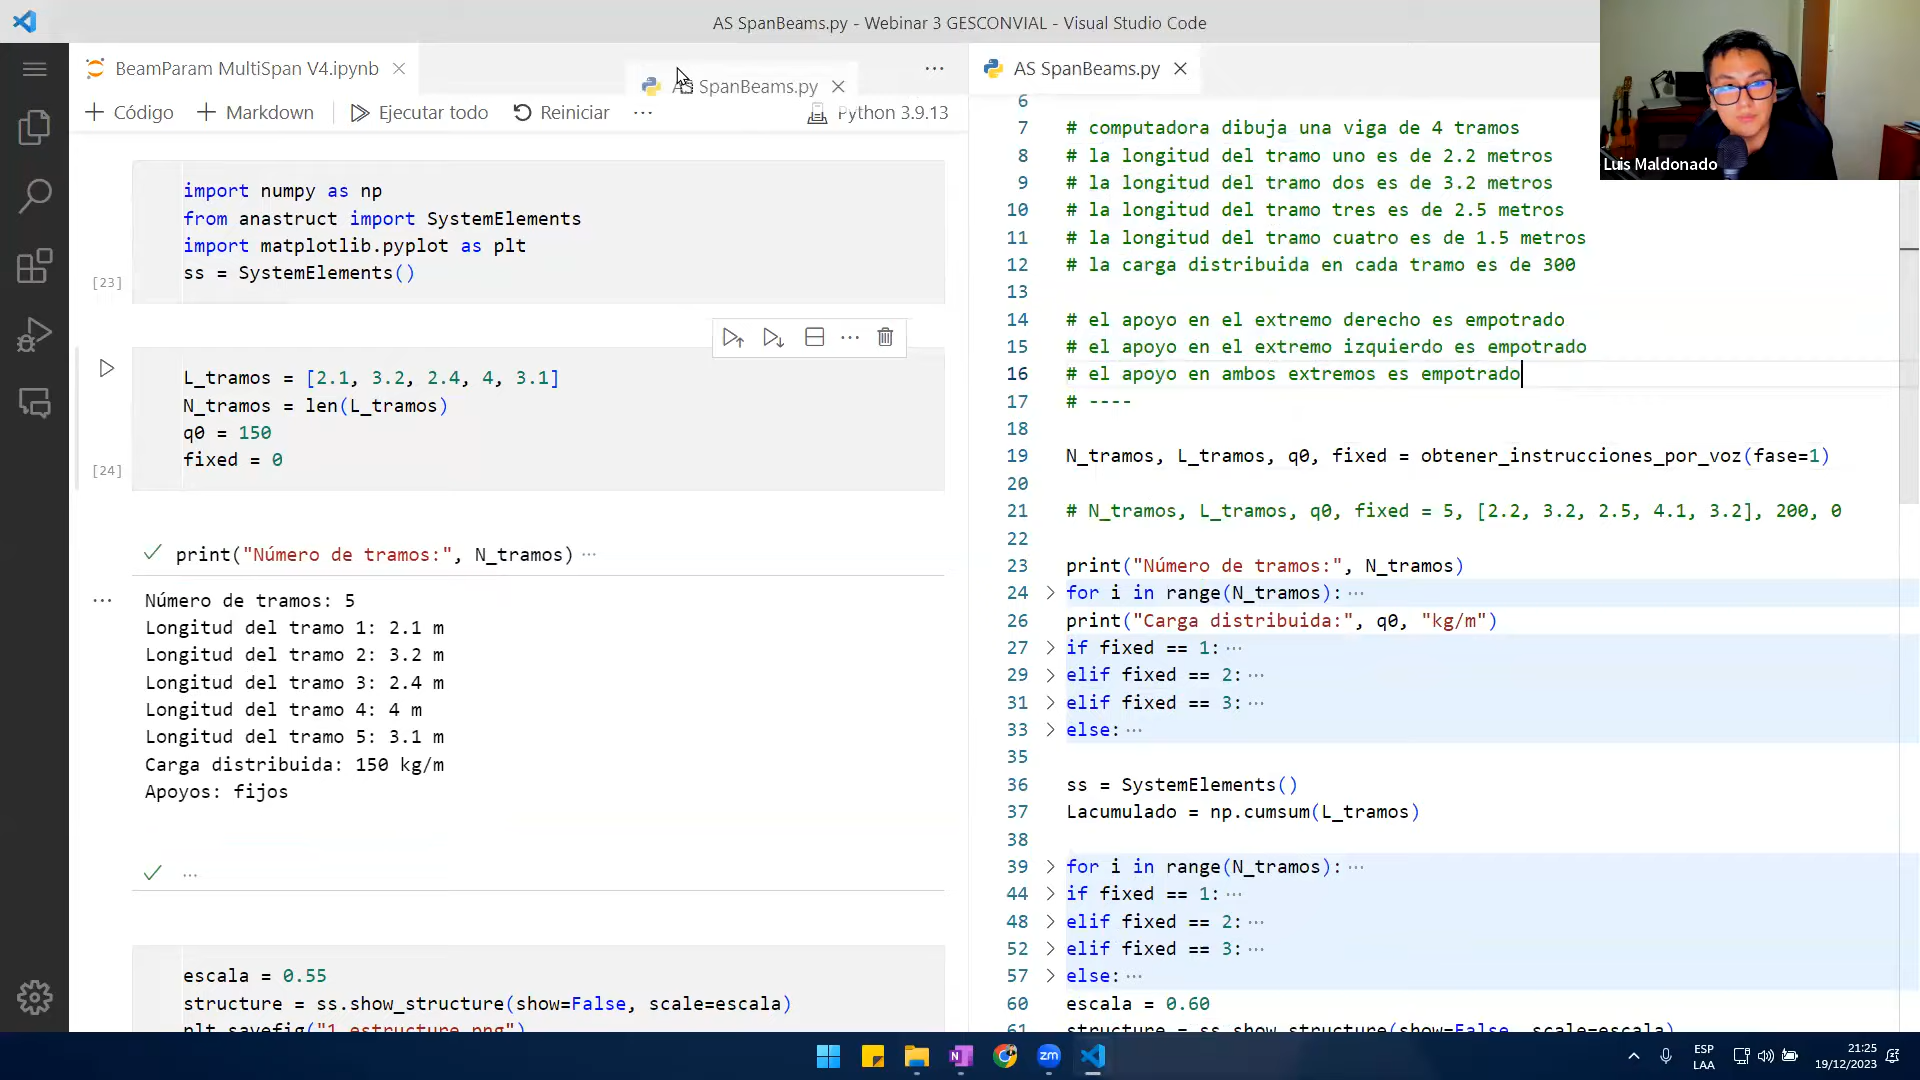 AS SpanBeams.py - Webinar 3 GESCONVIAL - Visual Studio Code
BeamParam MultiSpan V4.ipynb
AS SpanBeams.py
Código
Markdown
Ejecutar todo
Reiniciar
Python 3.9.13
import numpy as np
from anastruct import SystemElements
import matplotlib.pyplot as plt
ss = SystemElements()
[23]
L_tramos = [2.1, 3.2, 2.4, 4, 3.1]
N_tramos = len(L_tramos)
q0 = 150
fixed = 0
[24]
print("Número de tramos:", N_tramos) ...
Número de tramos: 5
Longitud del tramo 1: 2.1 m
Longitud del tramo 2: 3.2 m
Longitud del tramo 3: 2.4 m
Longitud del tramo 4: 4 m
Longitud del tramo 5: 3.1 m
Carga distribuida: 150 kg/m
Apoyos: fijos
...
escala = 0.55
structure = ss.show_structure(show=False, scale=escala)
plt.savefig("1_estructure.png")
AS SpanBeams.py
6
7 # computadora dibuja una viga de 4 tramos
8 # la longitud del tramo uno es de 2.2 metros
9 # la longitud del tramo dos es de 3.2 metros
10 # la longitud del tramo tres es de 2.5 metros
11 # la longitud del tramo cuatro es de 1.5 metros
12 # la carga distribuida en cada tramo es de 300
13
14 # el apoyo en el extremo derecho es empotrado
15 # el apoyo en el extremo izquierdo es empotrado
16 # el apoyo en ambos extremos es empotrado
17 # ----
18
19 N_tramos, L_tramos, q0, fixed = obtener_instrucciones_por_voz(fase=1)
20
21 # N_tramos, L_tramos, q0, fixed = 5, [2.2, 3.2, 2.5, 4.1, 3.2], 200, 0
22
23 print("Número de tramos:", N_tramos)
24 for i in range(N_tramos): ...
26 print("Carga distribuida:", q0, "kg/m")
27 if fixed == 1: ...
29 elif fixed == 2: ...
31 elif fixed == 3: ...
33 else: ...
35
36 ss = SystemElements()
37 Lacumulado = np.cumsum(L_tramos)
38
39 for i in range(N_tramos): ...
44 if fixed == 1: ...
48 elif fixed == 2: ...
52 elif fixed == 3: ...
57 else: ...
60 escala = 0.60
61 structure = ss.show_structure(show=False, scale=escala)
Luis Maldonado
zm
ESP
LAA
21:25
19/12/2023